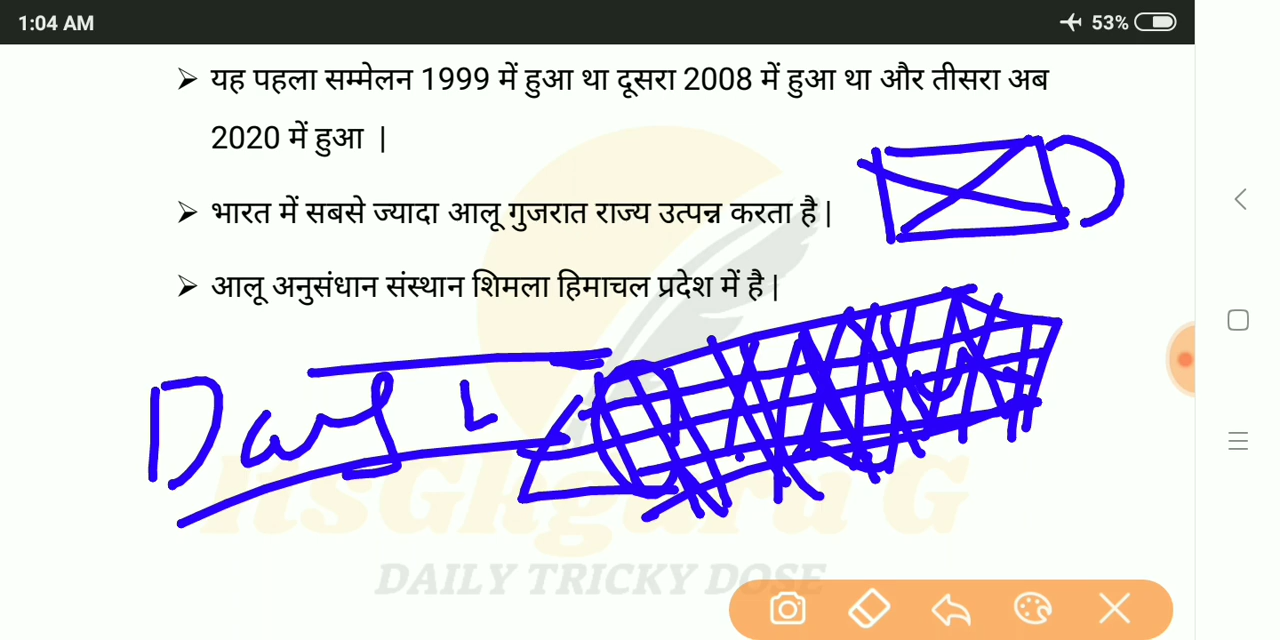 1:04 AM
53%
➢ यह पहला सम्मेलन 1999 में हुआ था दूसरा 2008 में हुआ था और तीसरा अब
2020 में हुआ |
➢ भारत में सबसे ज्यादा आलू गुजरात राज्य उत्पन्न करता है|
➢ आलू अनुसंधान संस्थान शिमला हिमाचल प्रदेश में है|
DAILY TRICKY DOSE